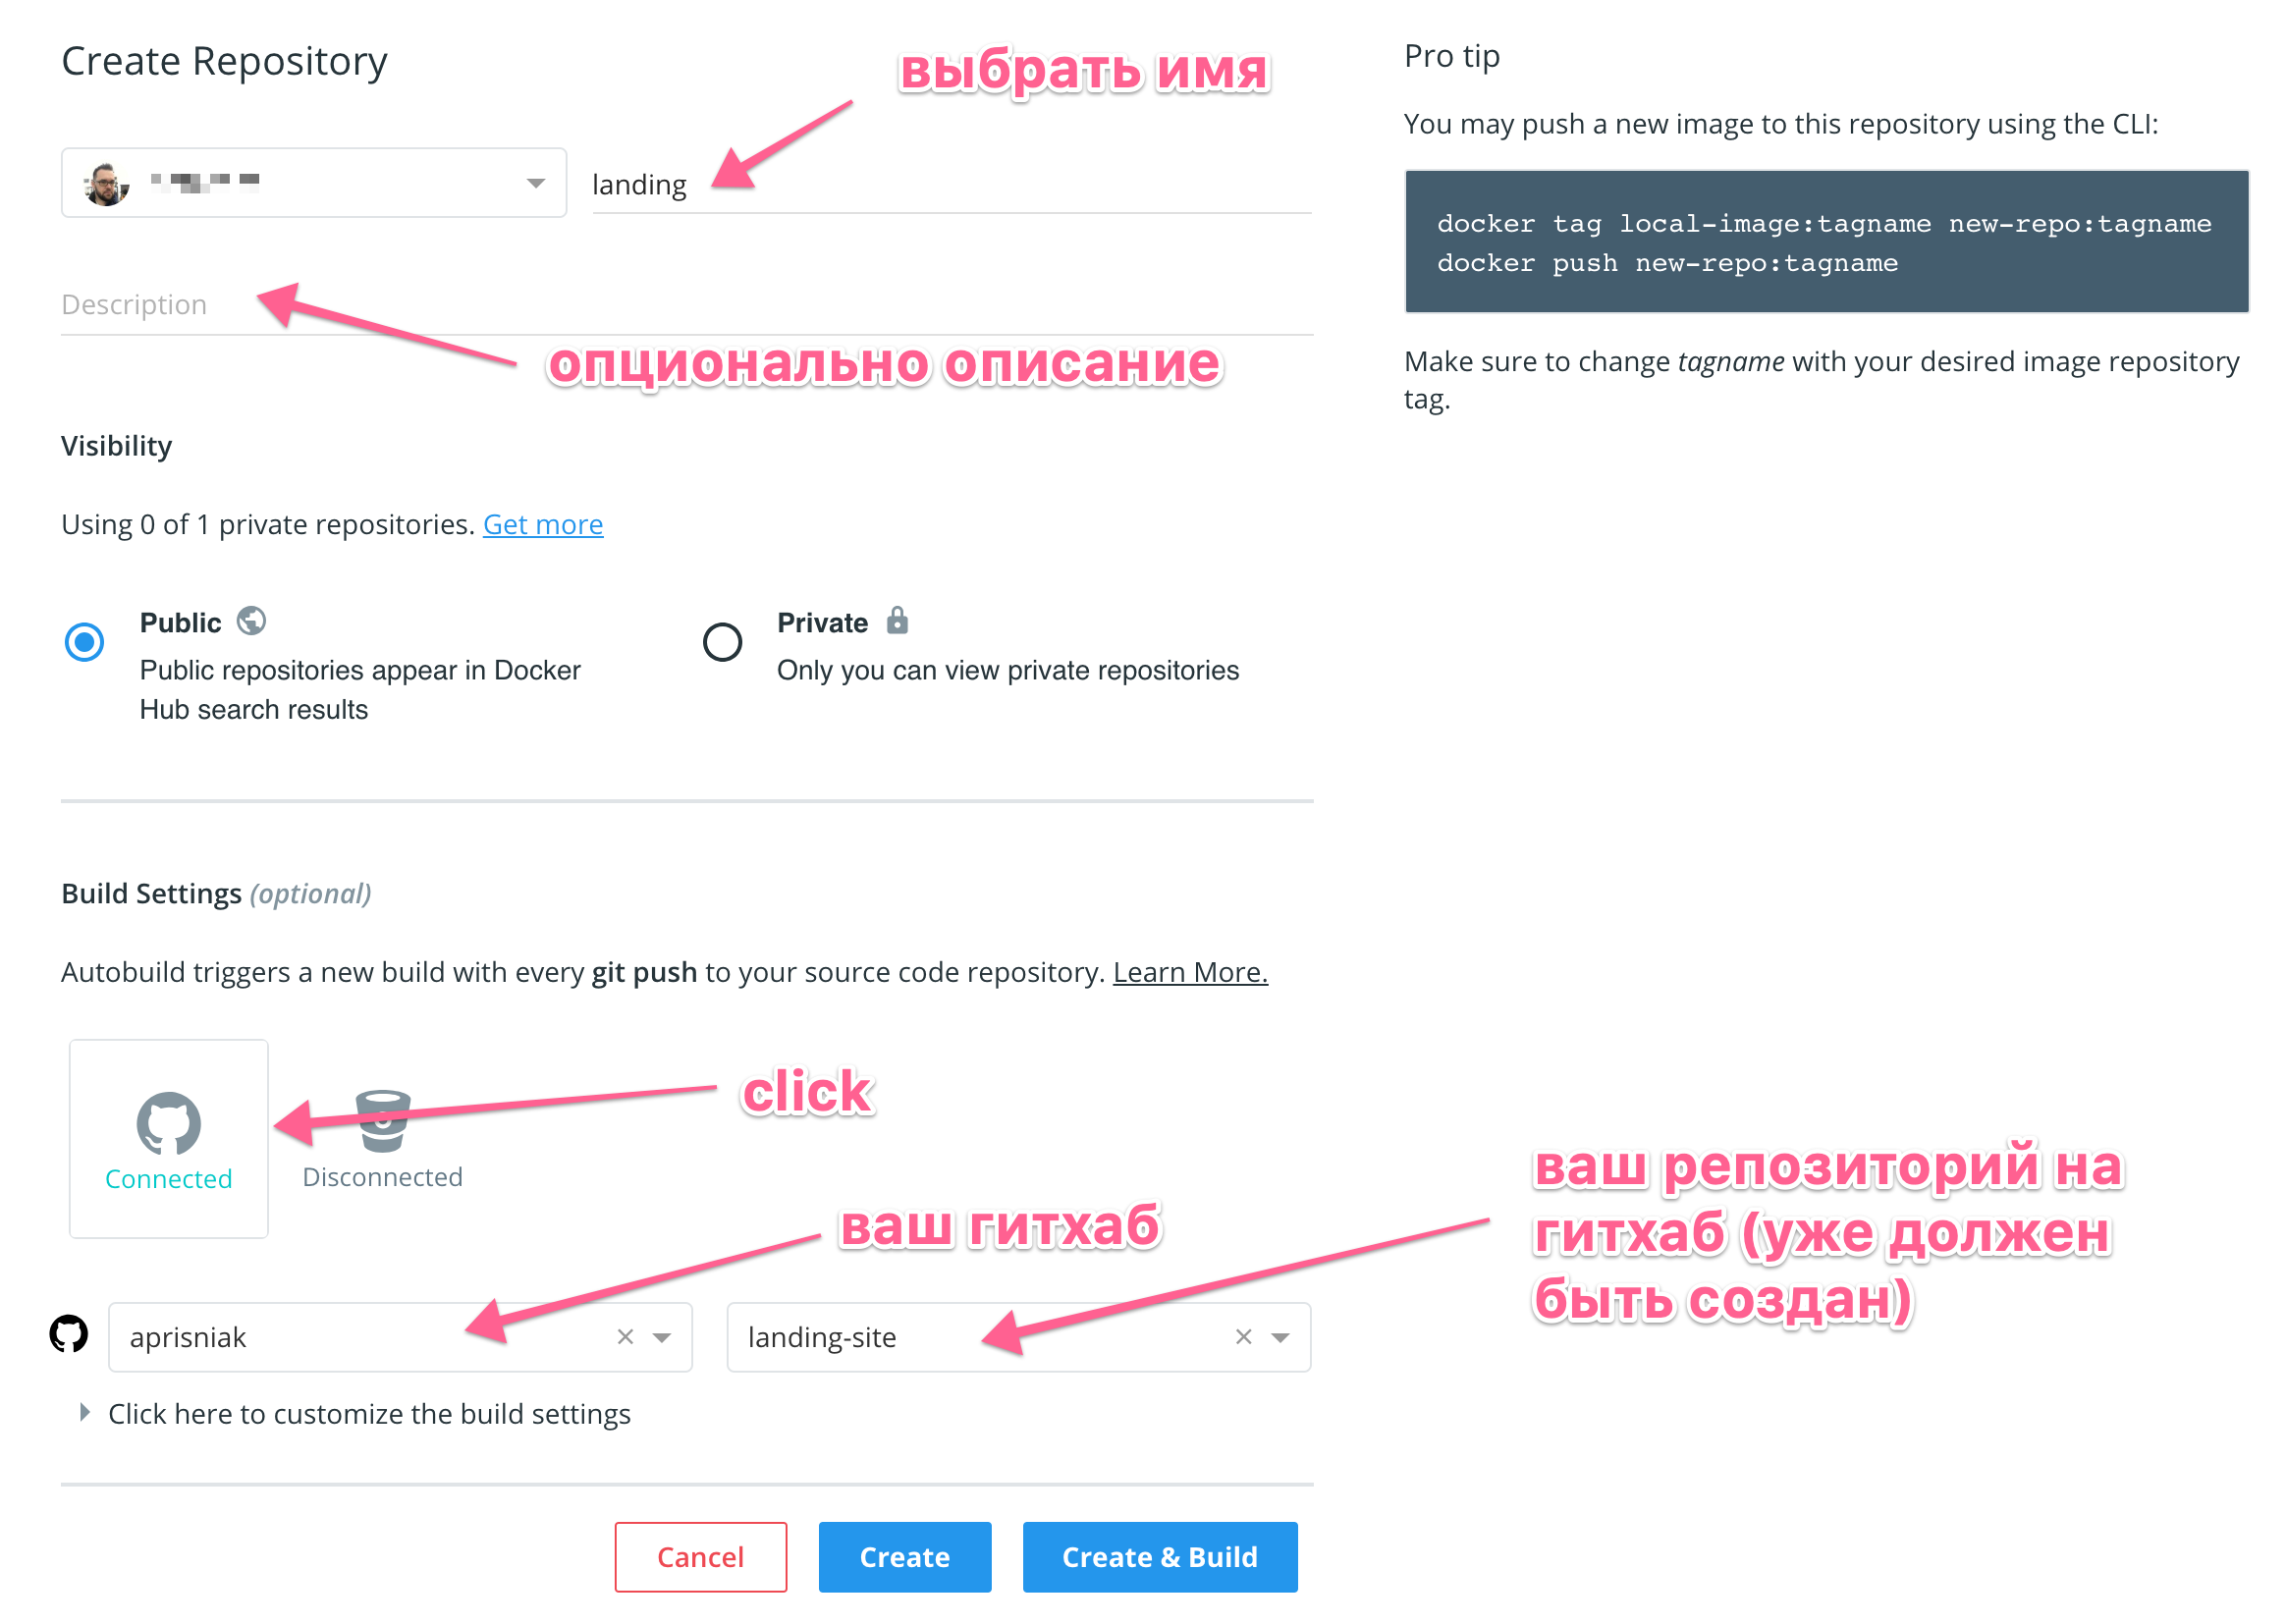 Create Repository
выбрать имя
landing
Description
опционально описание
Visibility
Using 0 of 1 private repositories. Get more
Public
Public repositories appear in Docker
Hub search results
Private
Only you can view private repositories
Build Settings (optional)
Autobuild triggers a new build with every git push to your source code repository. Learn More.
Connected
Disconnected
click
ваш гитхаб
ваш репозиторий на
гитхаб (уже должен
быть создан)
aprisniak
landing-site
Click here to customize the build settings
Cancel
Create
Create & Build
Pro tip
You may push a new image to this repository using the CLI:
docker tag local-image:tagname new-repo:tagname
docker push new-repo:tagname
Make sure to change tagname with your desired image repository
tag.